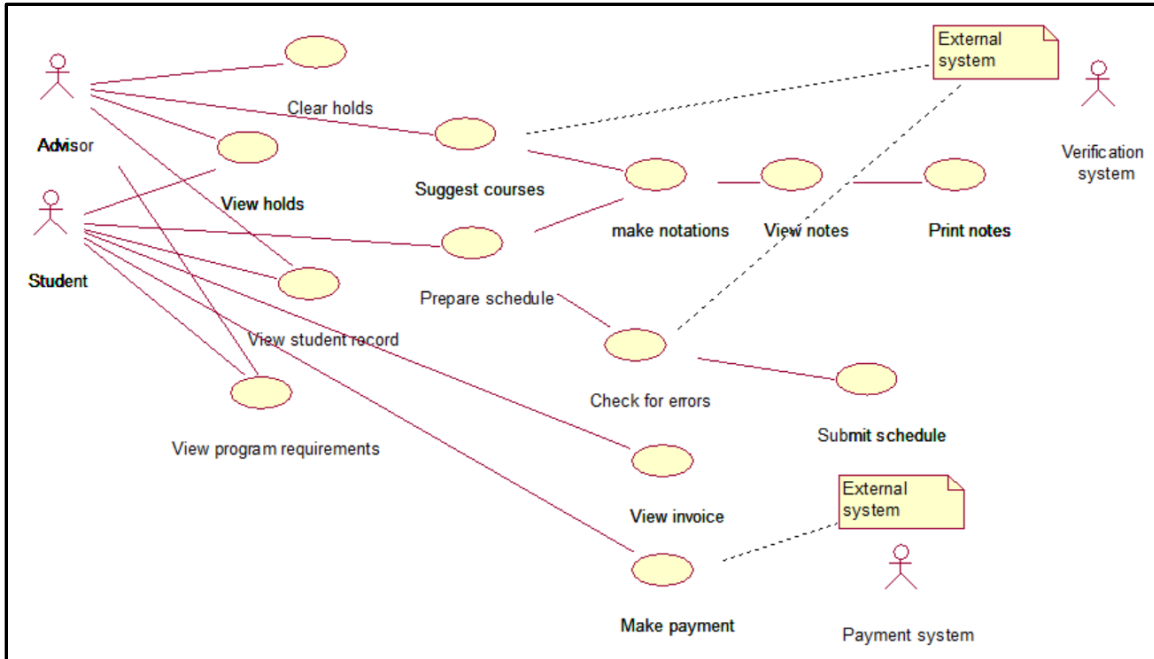 External
system
Clear holds
Advisor
Verification
system
Suggest courses
View holds
make notations
View notes
Print notes
Student
Prepare schedule
View student record
Check for errors
Submit schedule
View program requirements
External
system
View invoice
Make payment
Payment system